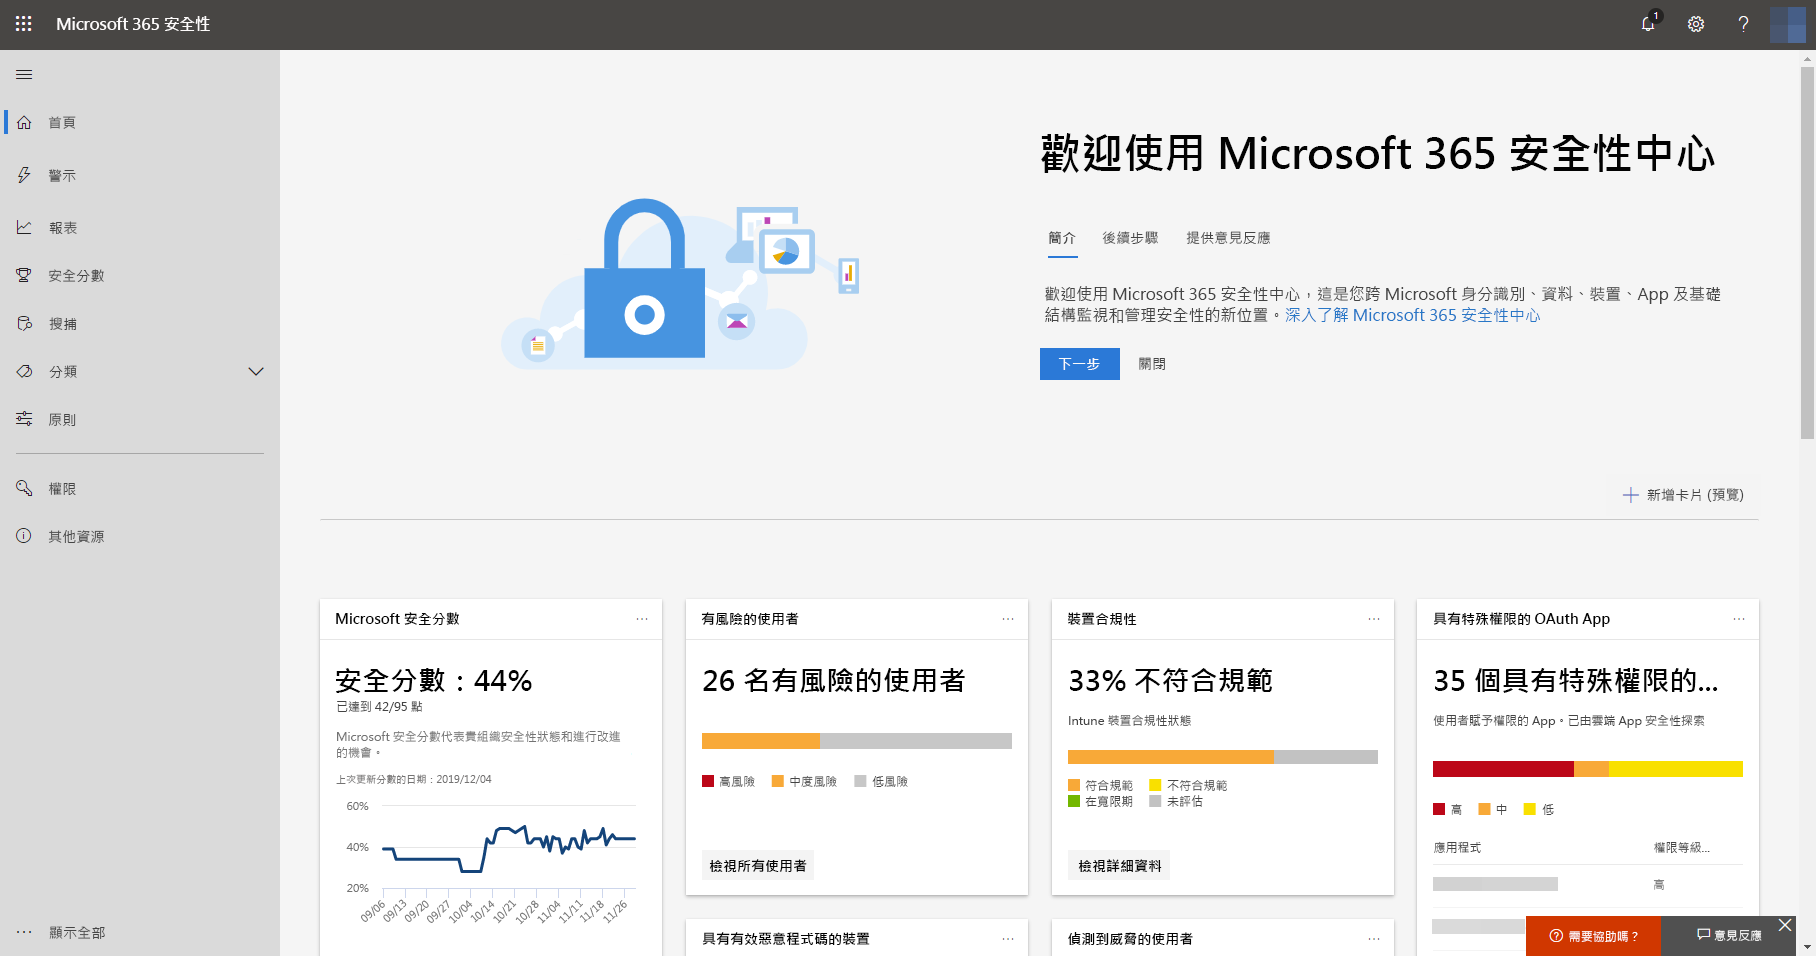 Microsoft 365 安全性
1
首頁
警示
報表
安全分數
搜捕
分類
原則
權限
其他資源
顯示全部
歡迎使用 Microsoft 365 安全性中心
簡介 後續步驟 提供意見反應
歡迎使用 Microsoft 365 安全性中心，這是您跨 Microsoft 身分識別、資料、裝置、App 及基礎
結構監視和管理安全性的新位置。深入了解 Microsoft 365 安全性中心
下一步 關閉
新增卡片 (預覽)
Microsoft 安全分數
安全分數：44%
已達到 42/95 點
Microsoft 安全分數代表貴組織安全性狀態和進行改進
的機會。
上次更新分數的日期：2019/12/04
60%
40%
20%
09/06 09/13 09/20 09/27 10/04 10/14 10/21 10/28 11/04 11/11 11/18 11/26
有風險的使用者
26 名有風險的使用者
高風險 中度風險 低風險
檢視所有使用者
裝置合規性
33% 不符合規範
Intune 裝置合規性狀態
符合規範 不符合規範
在寬限期 未評估
檢視詳細資料
具有特殊權限的 OAuth App
35 個具有特殊權限的...
使用者賦予權限的 App。已由雲端 App 安全性探索
高 中 低
應用程式 權限等級...
高
具有有效惡意程式碼的裝置
偵測到威脅的使用者
需要協助嗎？
意見反應